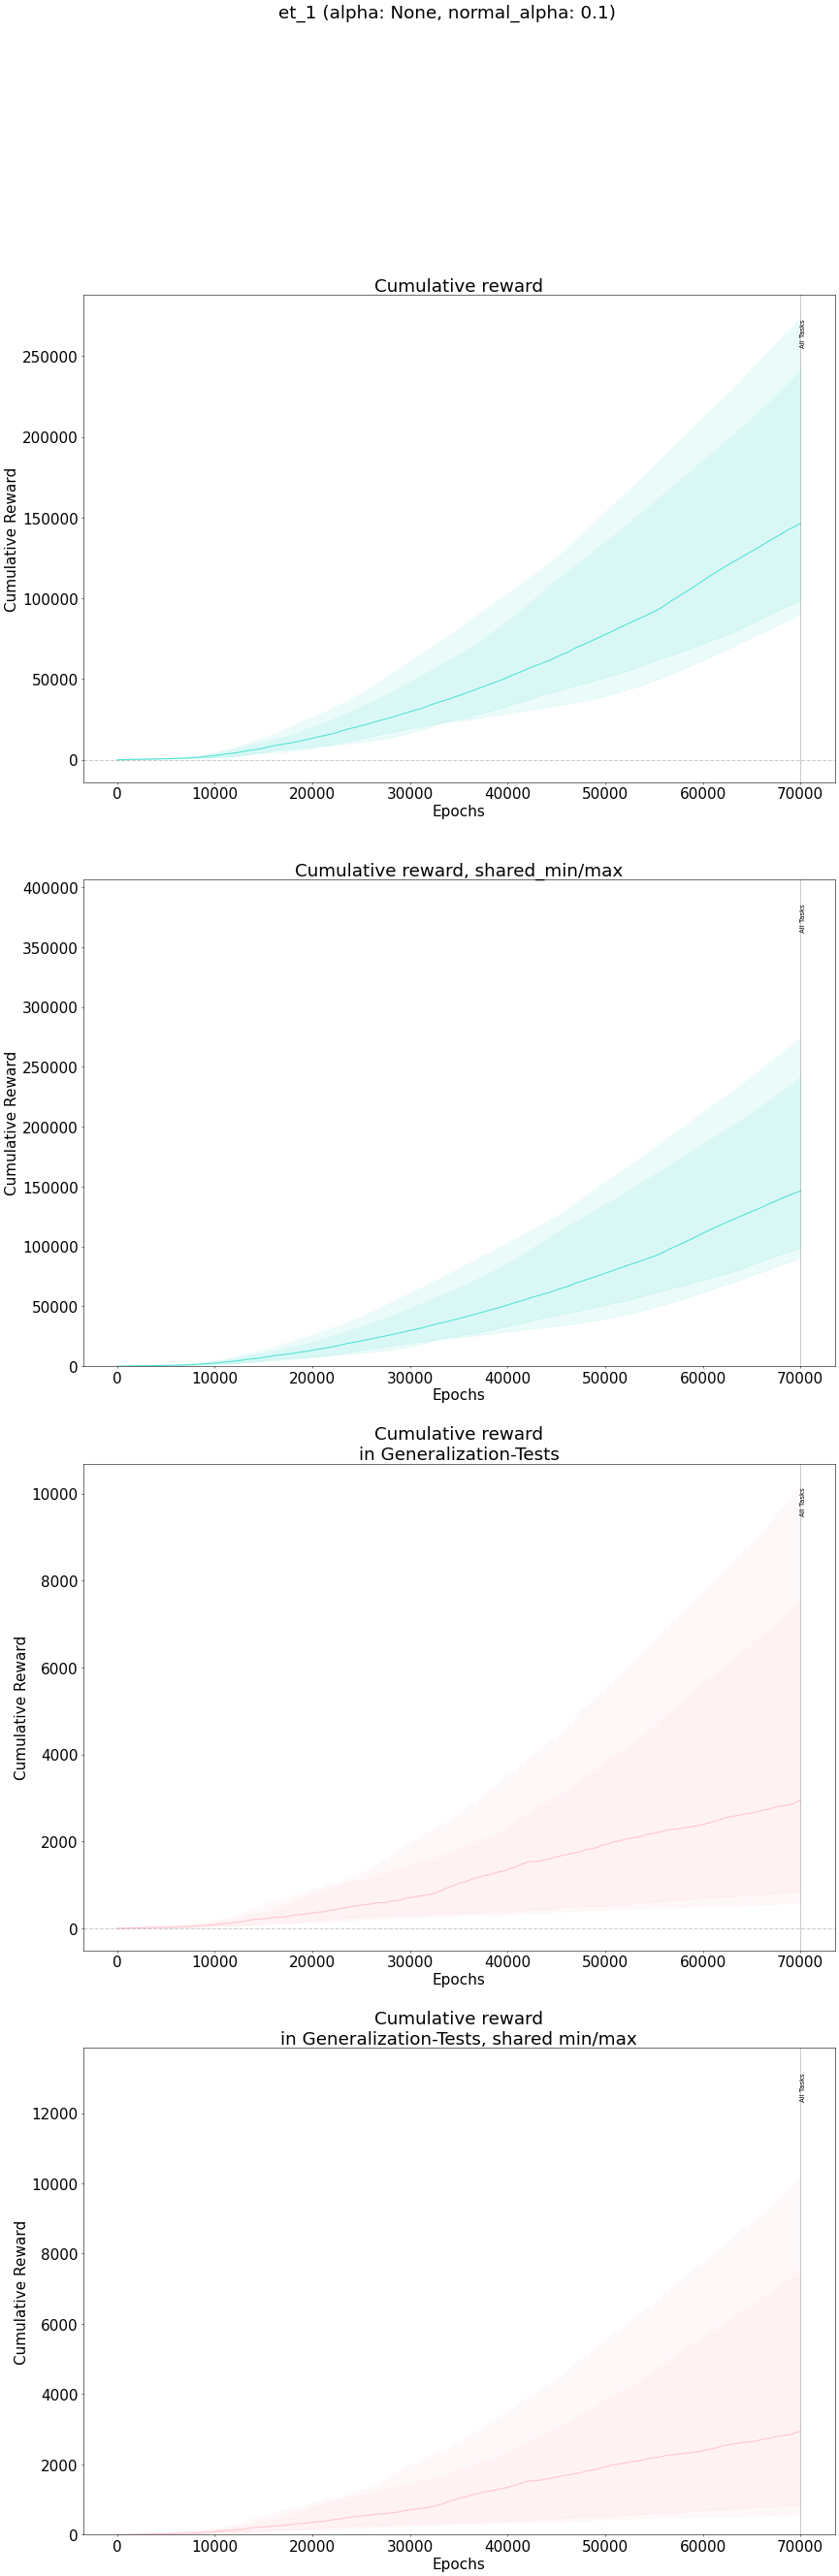 et_1 (alpha: None, normal_alpha: 0.1)
Cumulative reward
All Tasks
250000
200000
150000
100000
50000
0
Cumulative Reward
0 10000 20000 30000 40000 50000 60000 70000
Epochs
Cumulative reward, shared_min/max
All Tasks
400000
350000
300000
250000
200000
150000
100000
50000
0
Cumulative Reward
0 10000 20000 30000 40000 50000 60000 70000
Epochs
Cumulative reward
in Generalization-Tests
All Tasks
10000
8000
6000
4000
2000
0
Cumulative Reward
0 10000 20000 30000 40000 50000 60000 70000
Epochs
Cumulative reward
in Generalization-Tests, shared min/max
All Tasks
12000
10000
8000
6000
4000
2000
0
Cumulative Reward
0 10000 20000 30000 40000 50000 60000 70000
Epochs